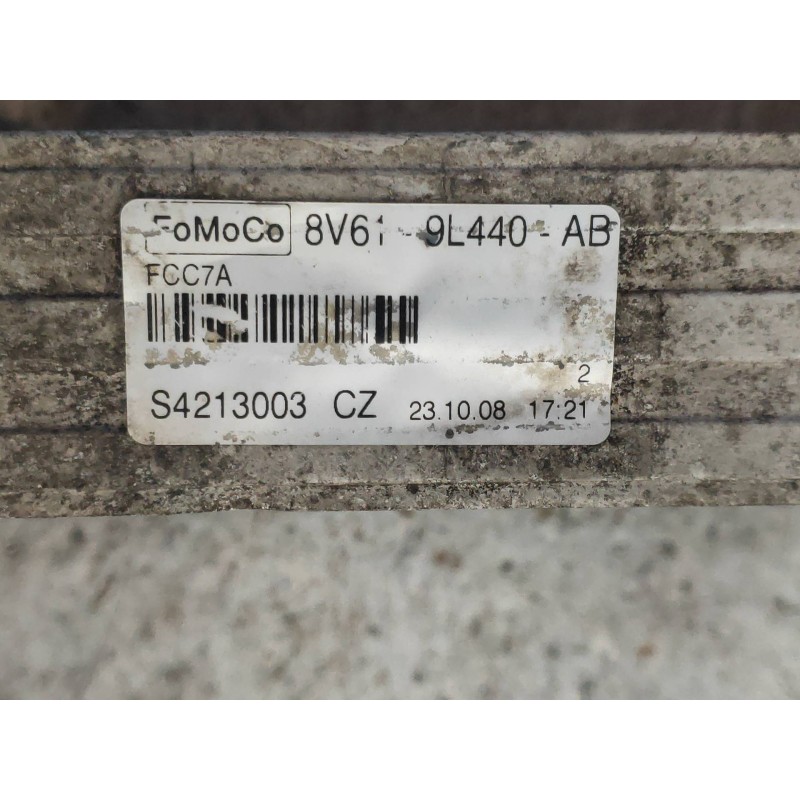 FoMoCo 8V61 - 9L440 - AB
FCC7A
2
S4213003 CZ 23.10.08 17:21